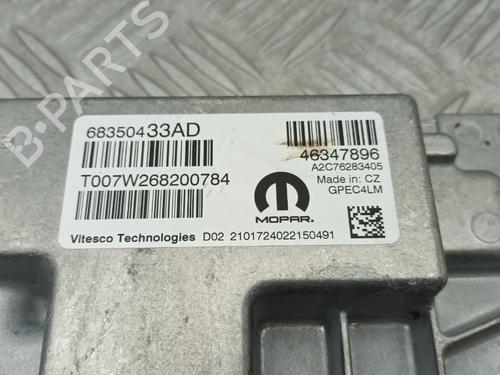 68350433AD
46347896
A2C76283405
T007W268200784
Made in: CZ
GPEC4LM
MOPAR.
Vitesco Technologies D02 2101724022150491
B-Parts